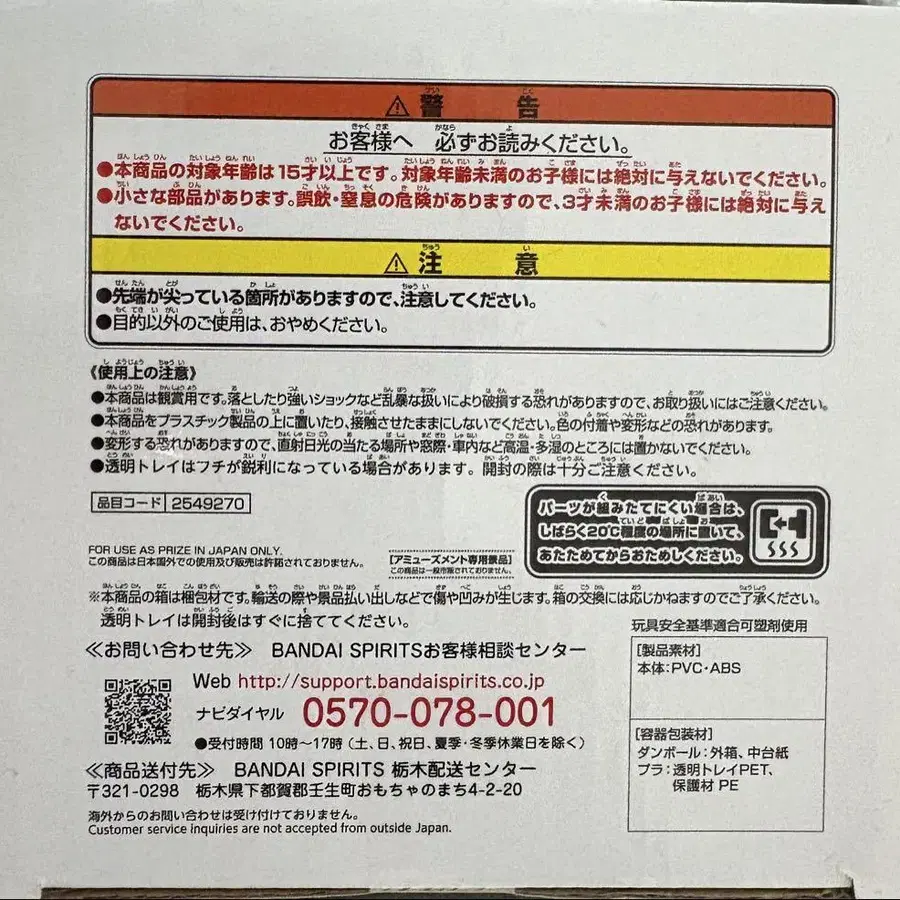 ⚠警告
お客様へ 必ずお読みください。
●本商品の対象年齢は15才以上です。対象年齢未満のお子様には絶対に与えないでください。
●小さな部品があります。誤飲・窒息の危険がありますので、3才未満のお子様には絶対に与え
ないでください。
⚠注意
●先端が尖っている箇所がありますので、注意してください。
●目的以外のご使用は、おやめください。
《使用上の注意》
●本商品は観賞用です。落としたり強いショックなど乱暴な扱いにより破損する恐れがありますので、お取り扱いにはご注意ください。
●本商品をプラスチック製品の上に置いたり、接触させたままにしないでください。色の付着や変形などの恐れがあります。
●変形する恐れがありますので、直射日光の当たる場所や窓際・車内など高温・多湿のところには置かないでください。
●透明トレイはフチが鋭利になっている場合があります。開封の際は十分ご注意ください。
品目コード 2549270
パーツが組みたてにくい場合は、
しばらく20℃程度の場所に置いて、
あたためてからおためしください。
FOR USE AS PRIZE IN JAPAN ONLY.
この商品は日本国外での使用及び販売は許諾されておりません。
[アミューズメント専用景品]
この商品は一般市販されておりません。
※本商品の箱は梱包材です。輸送の際や景品払い出しなどで傷や凹みが生じます。箱の交換には応じかねますのでご了承ください。
透明トレイは開封後はすぐに捨ててください。
≪お問い合わせ先≫ BANDAI SPIRITSお客様相談センター
Web http://support.bandaispirits.co.jp
ナビダイヤル 0570-078-001
●受付時間 10時~17時(土、日、祝日、夏季・冬季休業日を除く)
≪商品送付先≫ BANDAI SPIRITS 栃木配送センター
〒321-0298 栃木県下都賀郡壬生町おもちゃのまち4-2-20
海外からのお問い合わせは受け付けておりません。
Customer service inquiries are not accepted from outside Japan.
玩具安全基準適合可塑剤使用
[製品素材]
本体:PVC・ABS
[容器包装材]
ダンボール:外箱、中台紙
プラ:透明トレイPET、
保護材 PE